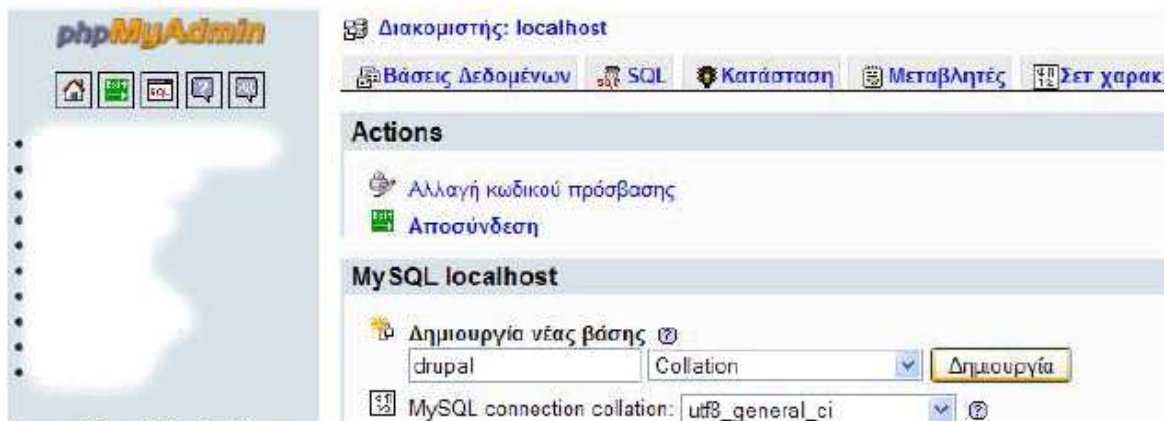 phpMyAdmin
Διακομιστής: localhost
Βάσεις Δεδομένων SQL Κατάσταση Μεταβλητές Σετ χαρακ
Actions
Αλλαγή κωδικού πρόσβασης
Αποσύνδεση
MySQL localhost
Δημιουργία νέας βάσης
drupal Collation Δημιουργία
MySQL connection collation: utf8_general_ci